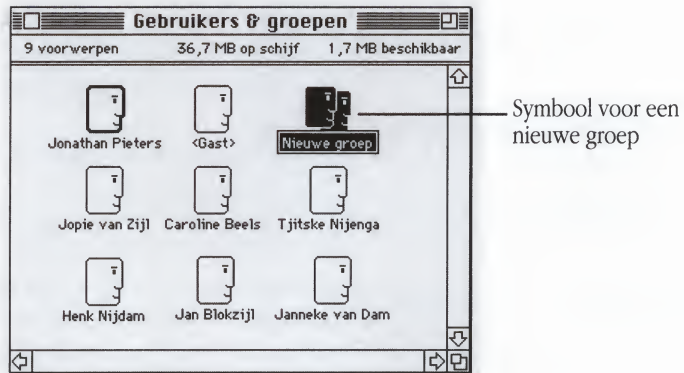 Gebruikers & groepen
9 voorwerpen 36,7 MB op schijf 1,7 MB beschikbaar
Jonathan Pieters <Gast> Nieuwe groep
Symbool voor een
nieuwe groep
Jopie van Zijl Caroline Beels Tjitske Nijenga
Henk Nijdam Jan Blokzijl Janneke van Dam